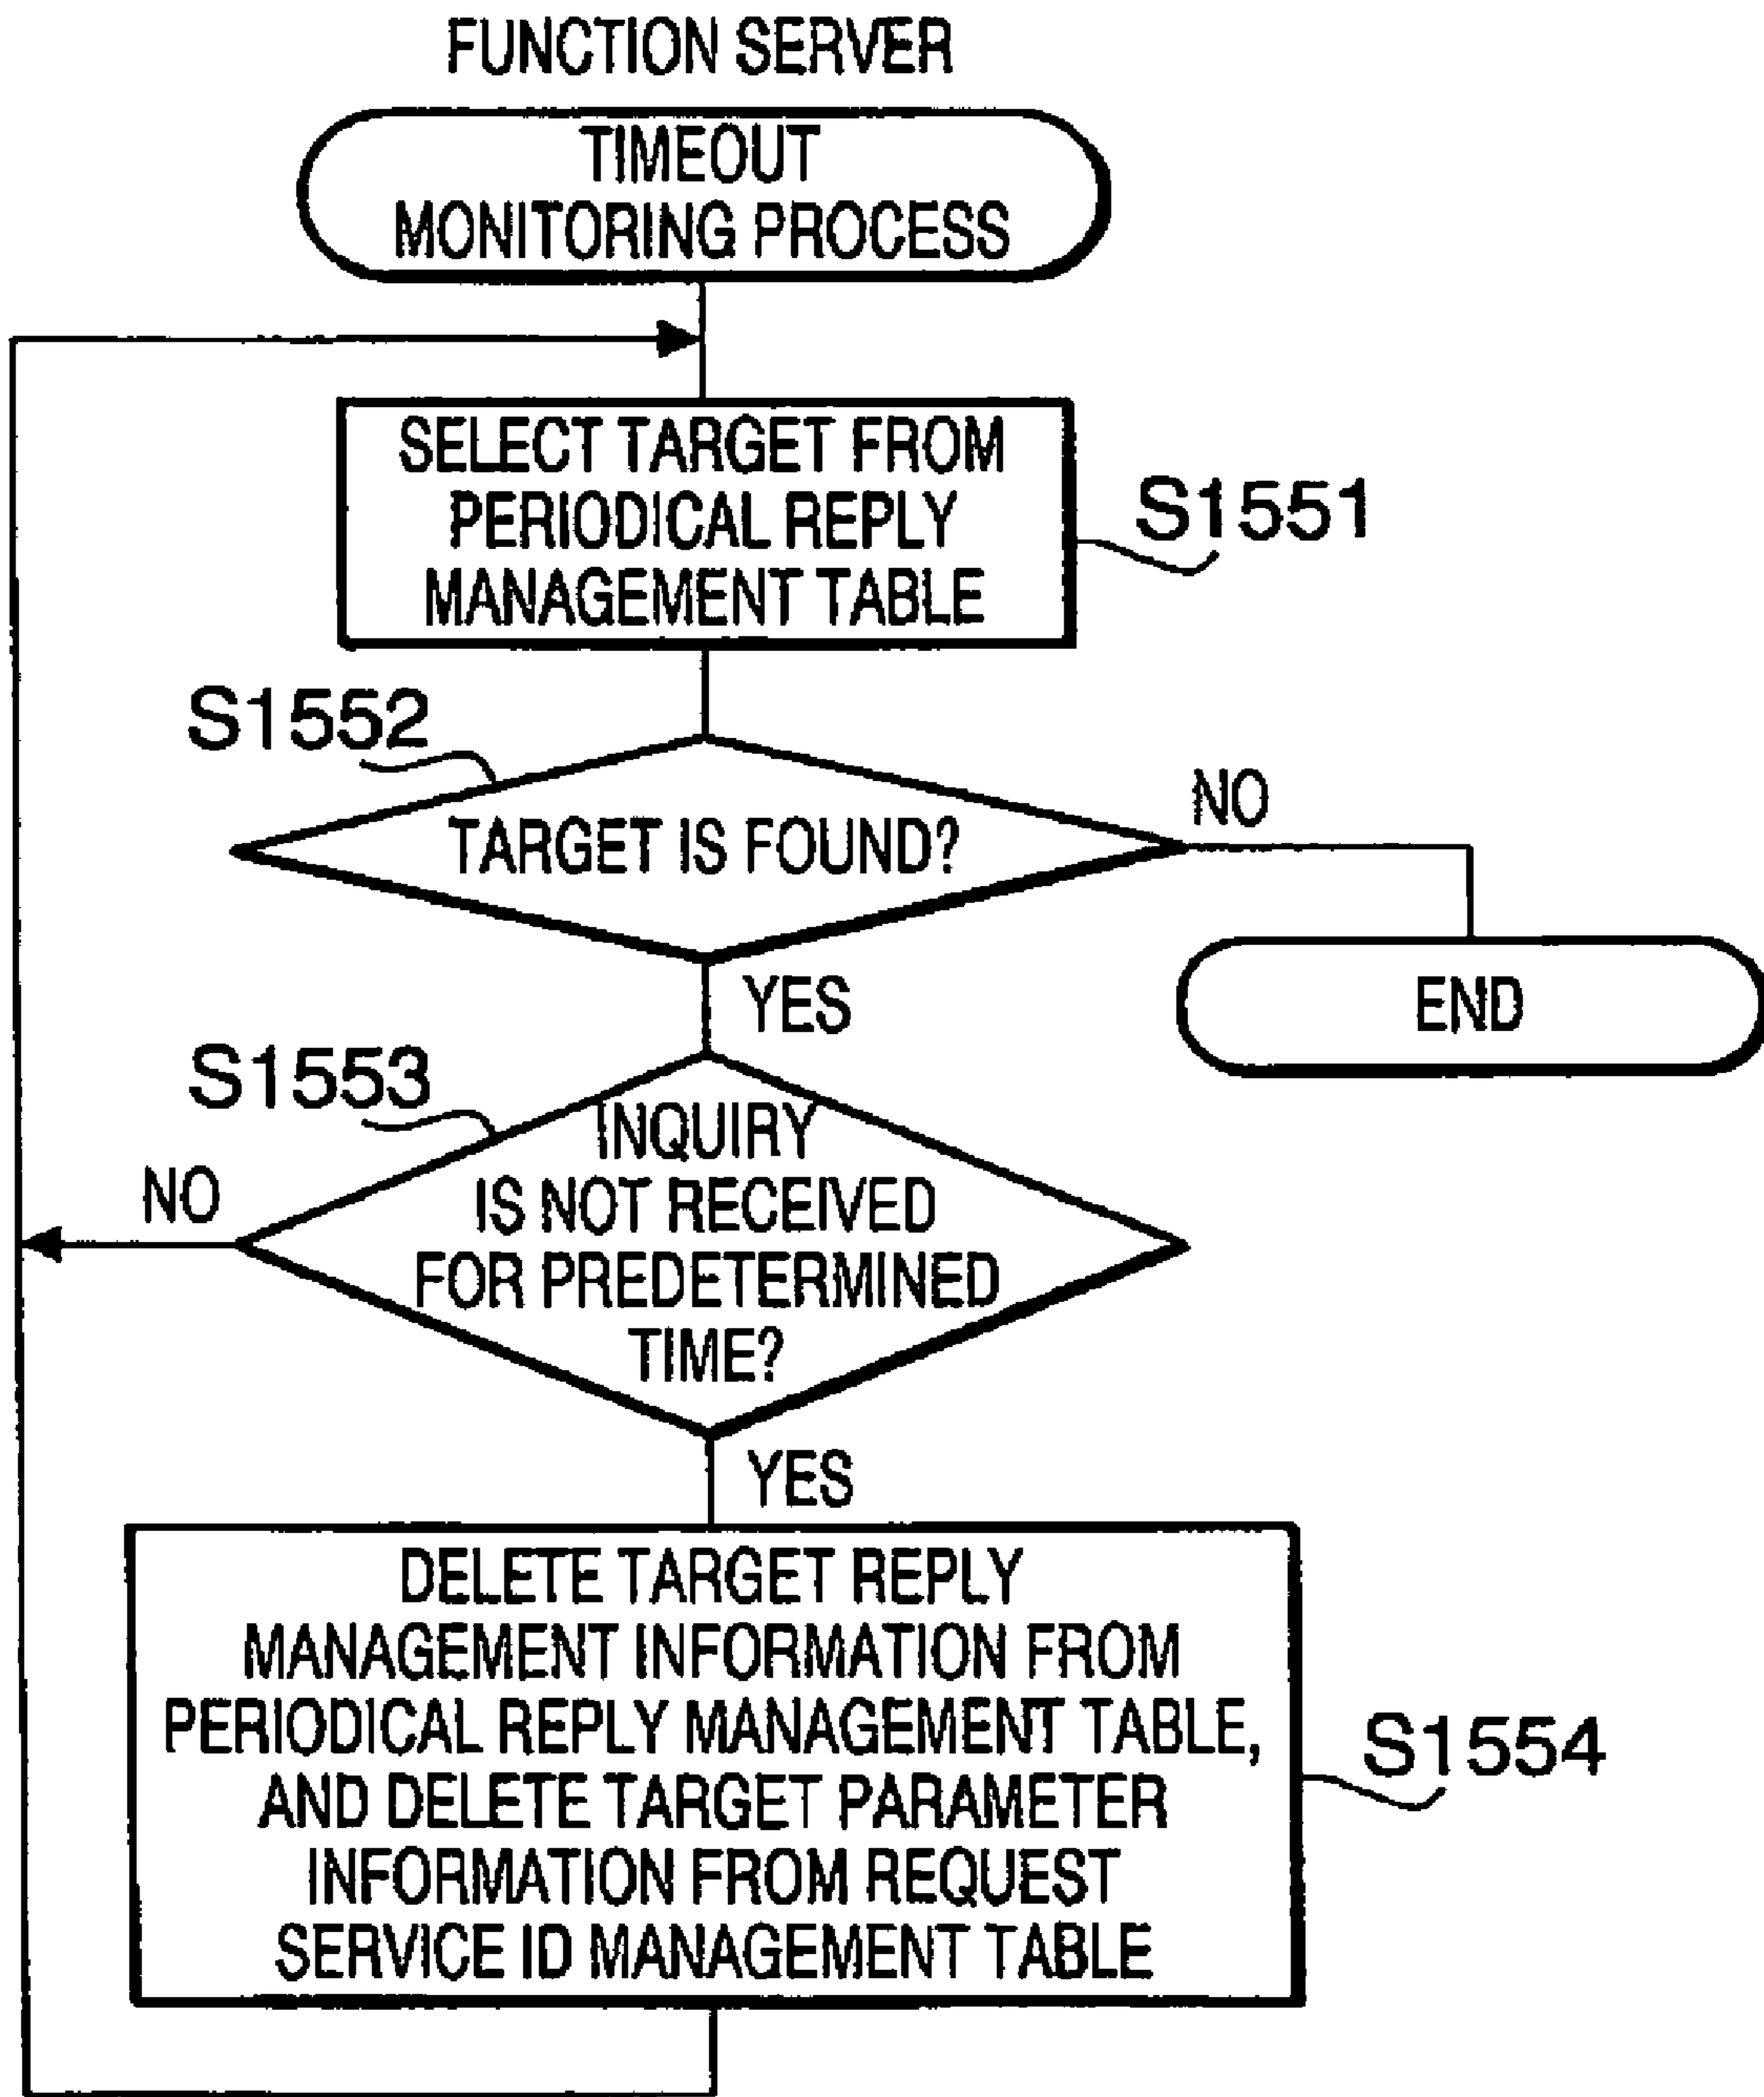 FUNCTION SERVER
TIMEOUT
MONITORING PROCESS
SELECT TARGET FROM
PERIODICAL REPLY
MANAGEMENT TABLE
S1551
S1552
TARGET IS FOUND?
NO
YES
END
S1553
INQUIRY
IS NOT RECEIVED
FOR PREDETERMINED
TIME?
NO
YES
DELETE TARGET REPLY
MANAGEMENT INFORMATION FROM
PERIODICAL REPLY MANAGEMENT TABLE,
AND DELETE TARGET PARAMETER
INFORMATION FROM REQUEST
SERVICE ID MANAGEMENT TABLE
S1554